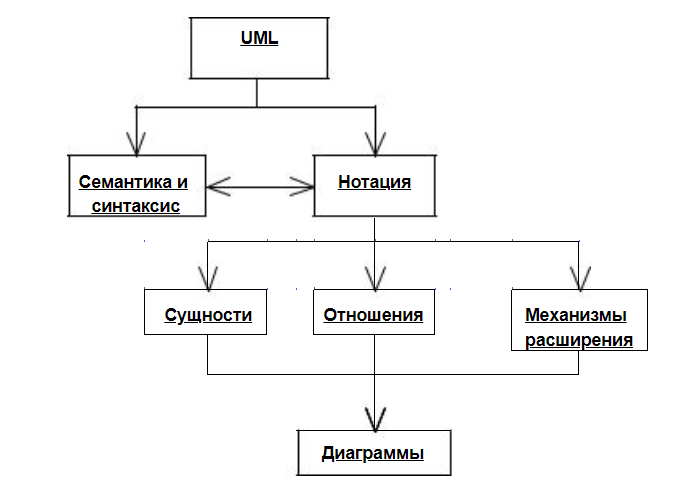 UML
Семантика и
синтаксис
Нотация
Сущности
Отношения
Механизмы
расширения
Диаграммы